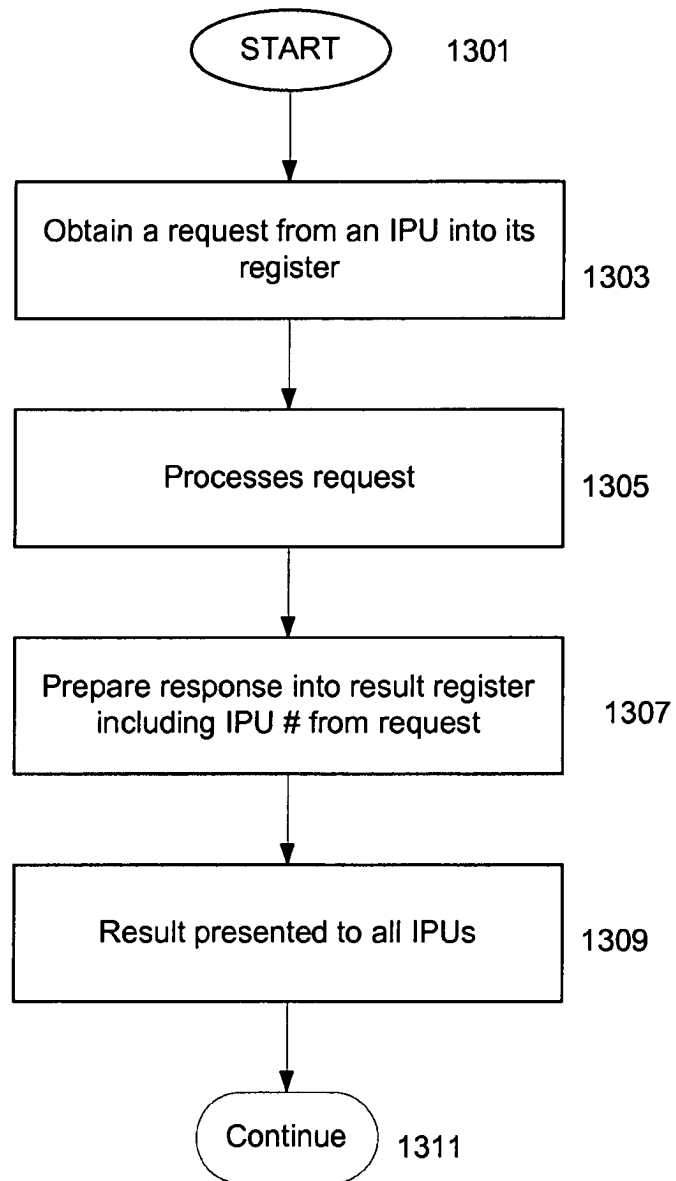 START
1301
Obtain a request from an IPU into its
register
1303
Processes request
1305
Prepare response into result register
including IPU # from request
1307
Result presented to all IPUs
1309
Continue
1311